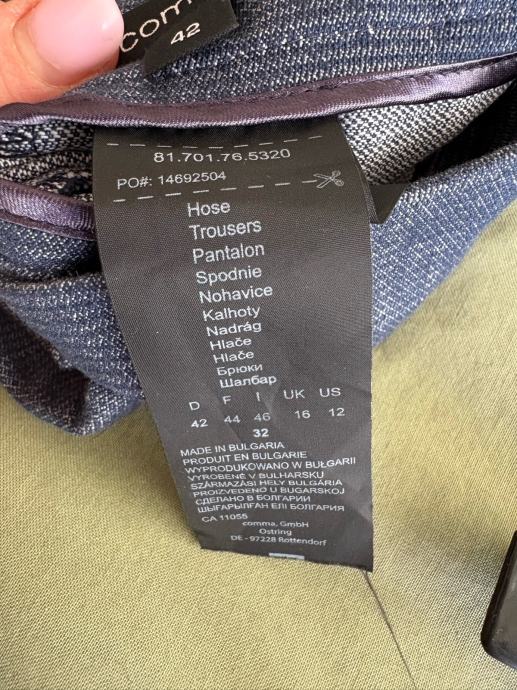 comma
42
81.701.76.5320
PO#: 14692504
Hose
Trousers
Pantalon
Spodnie
Nohavice
Kalhoty
Nadrág
Hlače
Hlače
Брюки
Шалбар
D F I UK US
42 44 46 16 12
32
MADE IN BULGARIA
PRODUIT EN BULGARIE
WYPRODUKOWANO W BUŁGARII
VYROBENÉ V BULHARSKU
SZÁRMAZÁSI HELY BULGÁRIA
PROIZVEDENO U BUGARSKOJ
СДЕЛАНО В БОЛГАРИИ
ШЫҒАРЫЛҒАН ЕЛІ БОЛГАРИЯ
CA 11055
comma, GmbH
Ostring
DE - 97228 Rottendorf